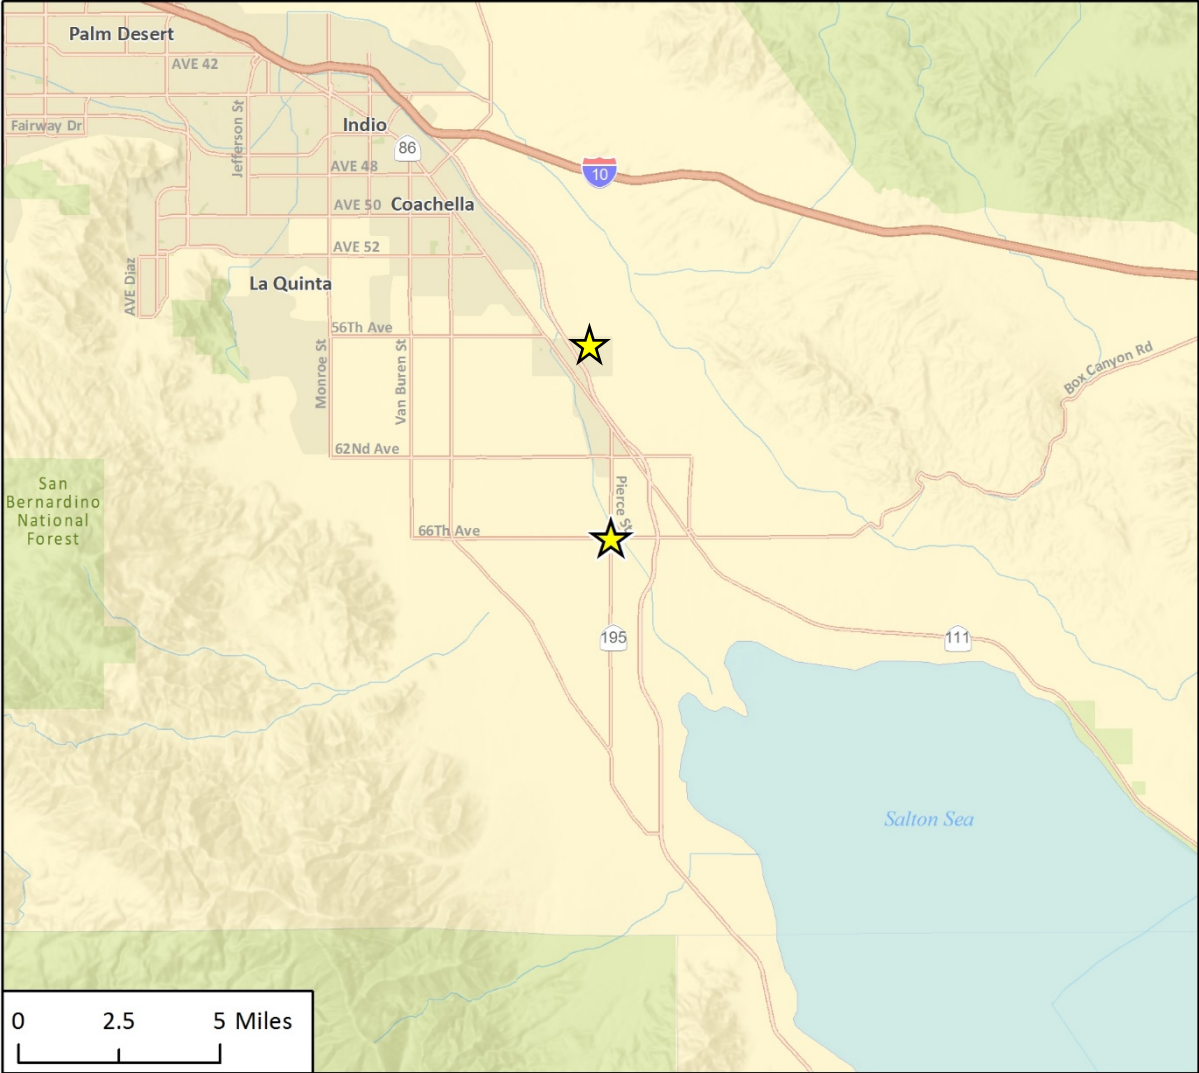 Palm Desert
AVE 42
Fairway Dr
Jefferson St
Indio
86
AVE 48
10
AVE 50
Coachella
AVE 52
AVE Diaz
La Quinta
56Th Ave
Monroe St
Van Buren St
Box Canyon Rd
62Nd Ave
San
Bernardino
National
Forest
Pierce St
66Th Ave
195
111
Salton Sea
0 2.5 5 Miles